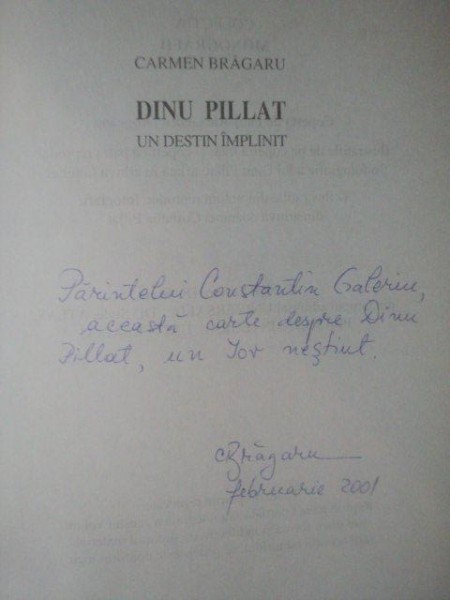 CARMEN BRĂGARU
DINU PILLAT
UN DESTIN ÎMPLINIT
Părintelui Constantin Galeriu,
această carte despre Dinu
Pillat, un Iov neștiut.
CBrăgaru
februarie 2001